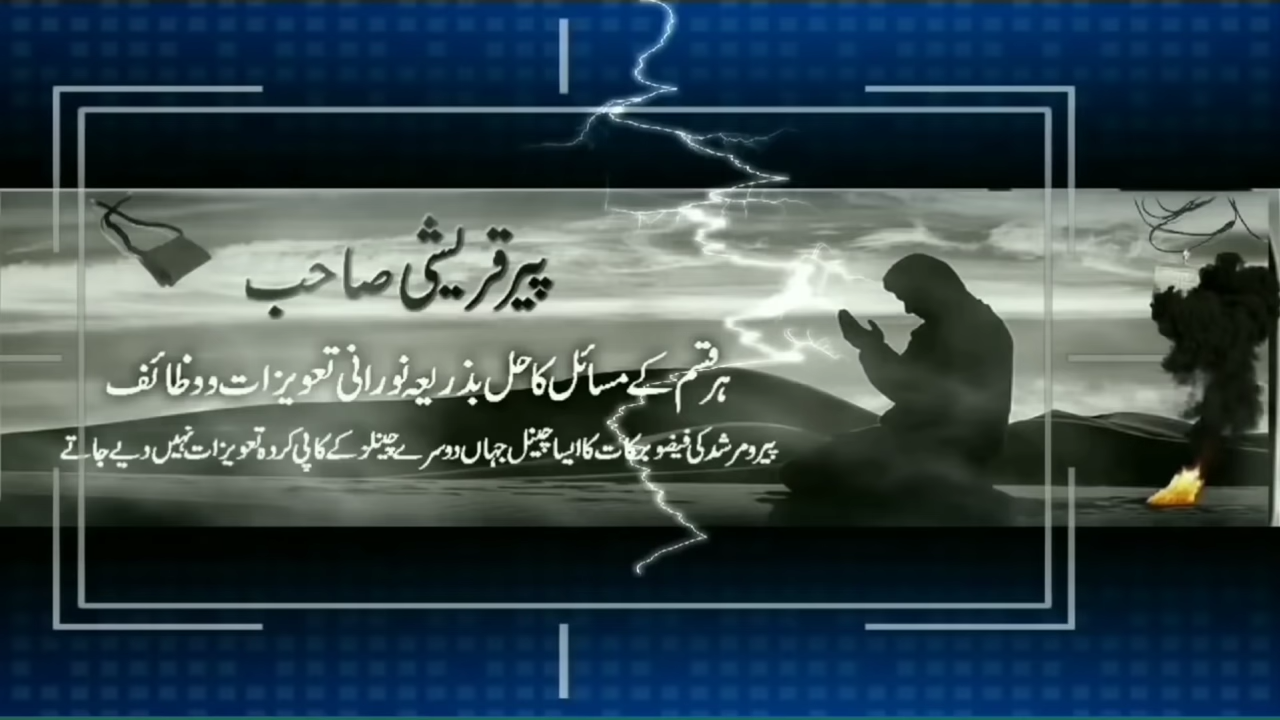 پیر قریشی صاحب
ہر قسم کے مسائل کا حل بذریعہ نورانی تعویزات و وظائف
پیر و مرشد کی فیض و برکات کا ایسا چینل جہاں دوسرے چینلز کے کاپی کردہ تعویزات نہیں دیے جاتے